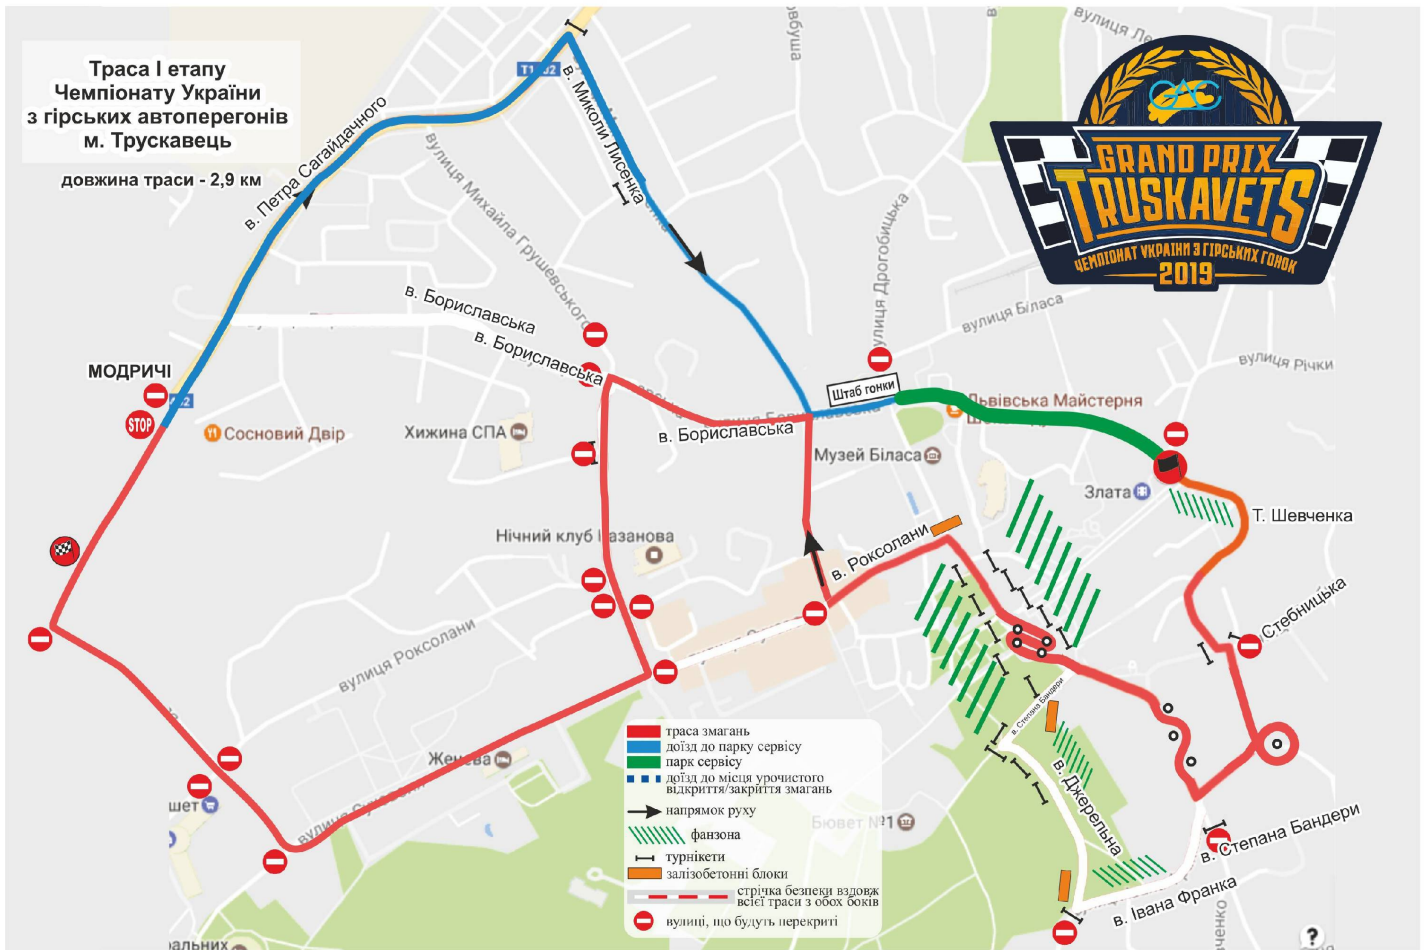 Траса І етапу
Чемпіонату України
з гірських автоперегонів
м. Трускавець
довжина траси - 2,9 км
GAC
GRAND PRIX
TRUSKAVETS
ЧЕМПІОНАТ УКРАЇНИ З ГІРСЬКИХ ГОНОК
2019
в. Петра Сагайдачного
в. Миколи Лисенка
вулиця Михайла Грушевського
вулиця Дрогобицька
вулиця Біласа
вулиця Річки
в. Бориславська
в. Бориславська
в. Бориславська
МОДРИЧІ
STOP
Сосновий Двір
Хижина СПА
Штаб гонки
Львівська Майстерня
Музей Біласа
Злата
Т. Шевченка
Нічний клуб Казанова
в. Роксолани
вулиця Роксолани
в. Стебницька
в. Степана Бандери
Женева
в. Джерельна
Бювет №1
в. Степана Бандери
в. Івана Франка
траса змагань
доїзд до парку сервісу
парк сервісу
доїзд до місця урочистого
відкриття/закриття змагань
напрямок руху
фанзона
турнікети
залізобетонні блоки
стрічка безпеки вздовж
всієї траси з обох боків
вулиці, що будуть перекриті
?